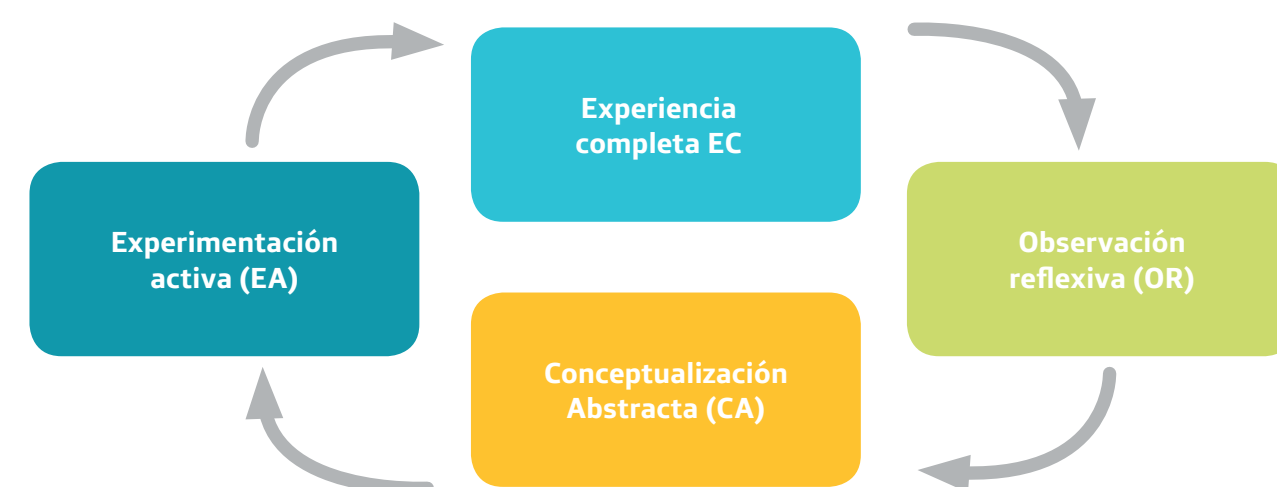 Experiencia
completa EC
Experimentación
activa (EA)
Observación
reflexiva (OR)
Conceptualización
Abstracta (CA)